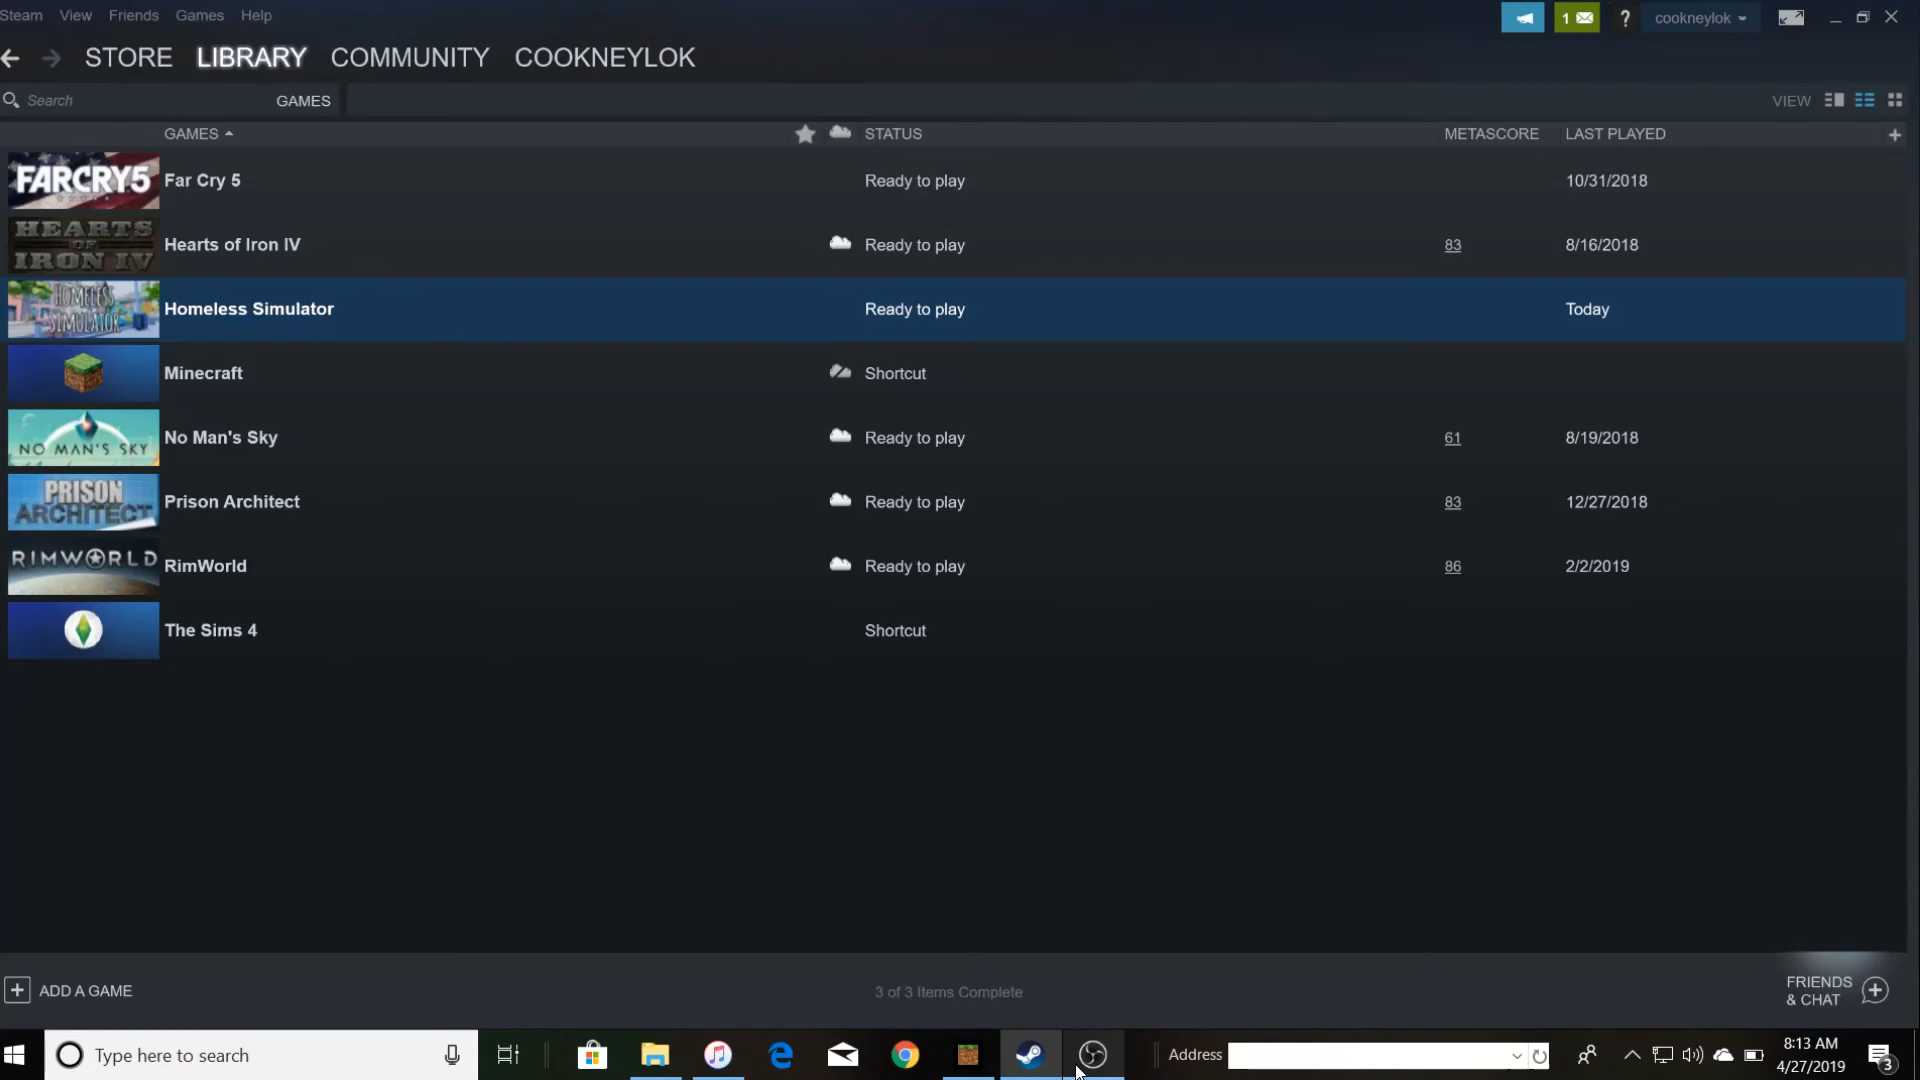 Steam View Friends Games Help
1 ? cookneylok
STORE LIBRARY COMMUNITY COOKNEYLOK
Search GAMES VIEW
GAMES STATUS METASCORE LAST PLAYED +
FARCRY5 Far Cry 5 Ready to play 10/31/2018
HEARTS OF IRON IV Hearts of Iron IV Ready to play 83 8/16/2018
HOMELESS SIMULATOR Homeless Simulator Ready to play Today
Minecraft Shortcut
NO MAN'S SKY No Man's Sky Ready to play 61 8/19/2018
PRISON ARCHITECT Prison Architect Ready to play 83 12/27/2018
RIMWORLD RimWorld Ready to play 86 2/2/2019
The Sims 4 Shortcut
+ ADD A GAME 3 of 3 Items Complete FRIENDS & CHAT +
Type here to search Address 8:13 AM
4/27/2019 3